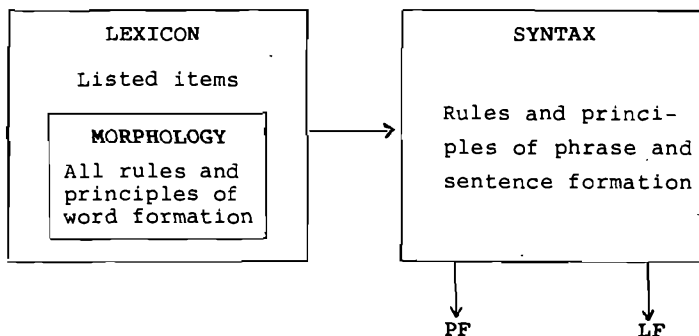 LEXICON
Listed items
MORPHOLOGY
All rules and
principles of
word formation
SYNTAX
Rules and princi-
ples of phrase and
sentence formation
PF LF